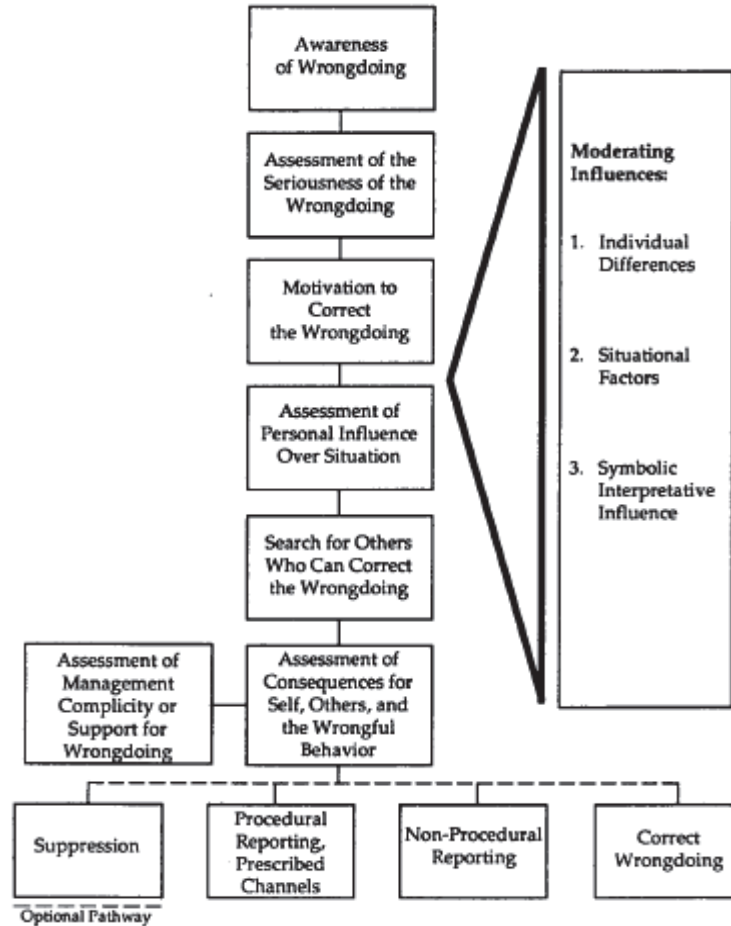 Awareness
of Wrongdoing
Assessment of the
Seriousness of the
Wrongdoing
Motivation to
Correct
the Wrongdoing
Assessment of
Personal Influence
Over Situation
Search for Others
Who Can Correct
the Wrongdoing
Assessment of
Management
Complicity or
Support for
Wrongdoing
Assessment of
Consequences for
Self, Others, and
the Wrongful
Behavior
Moderating
Influences:
1. Individual
Differences
2. Situational
Factors
3. Symbolic
Interpretative
Influence
Suppression
Procedural
Reporting,
Prescribed
Channels
Non-Procedural
Reporting
Correct
Wrongdoing
Optional Pathway